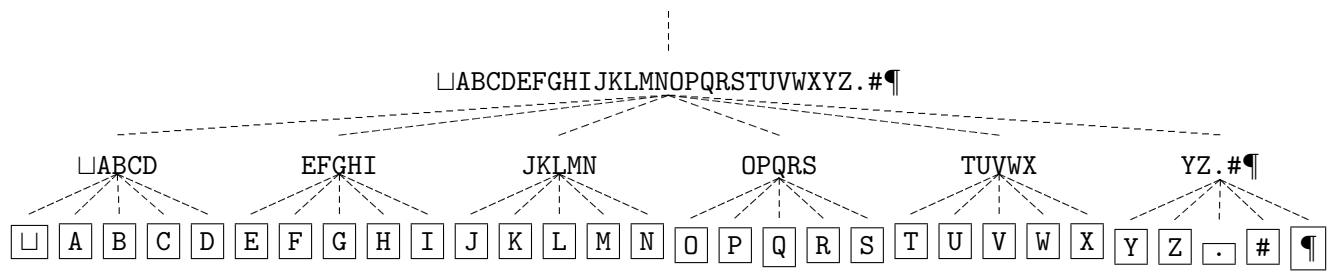 ␣ABCDEFGHIJKLMNOPQRSTUVWXYZ.#¶
␣ABCD EFGHI JKLMN OPQRS TUVWX YZ.#¶
␣ A B C D E F G H I J K L M N O P Q R S T U V W X Y Z . # ¶